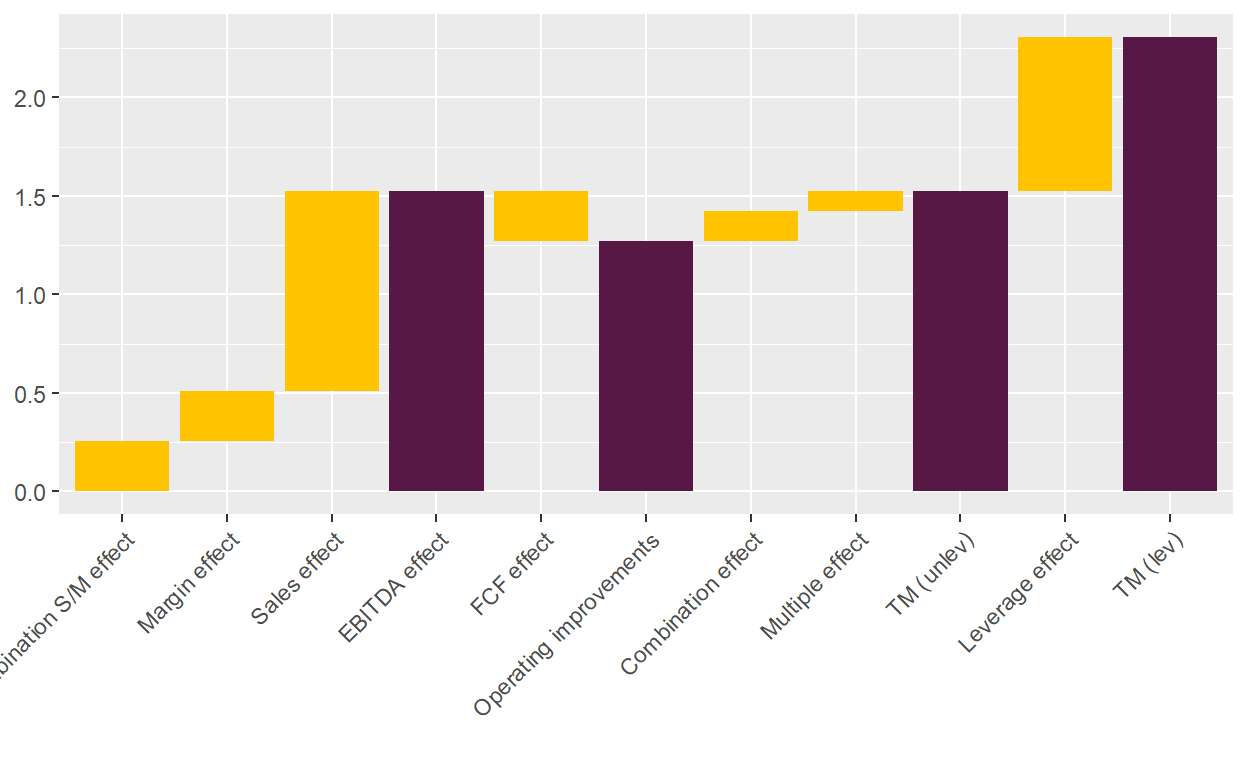 2.0
1.5
1.0
0.5
0.0
S/M effect
Margin effect
Sales effect
EBITDA effect
FCF effect
Operating improvements
Combination effect
Multiple effect
TM (unlev)
Leverage effect
TM (lev)